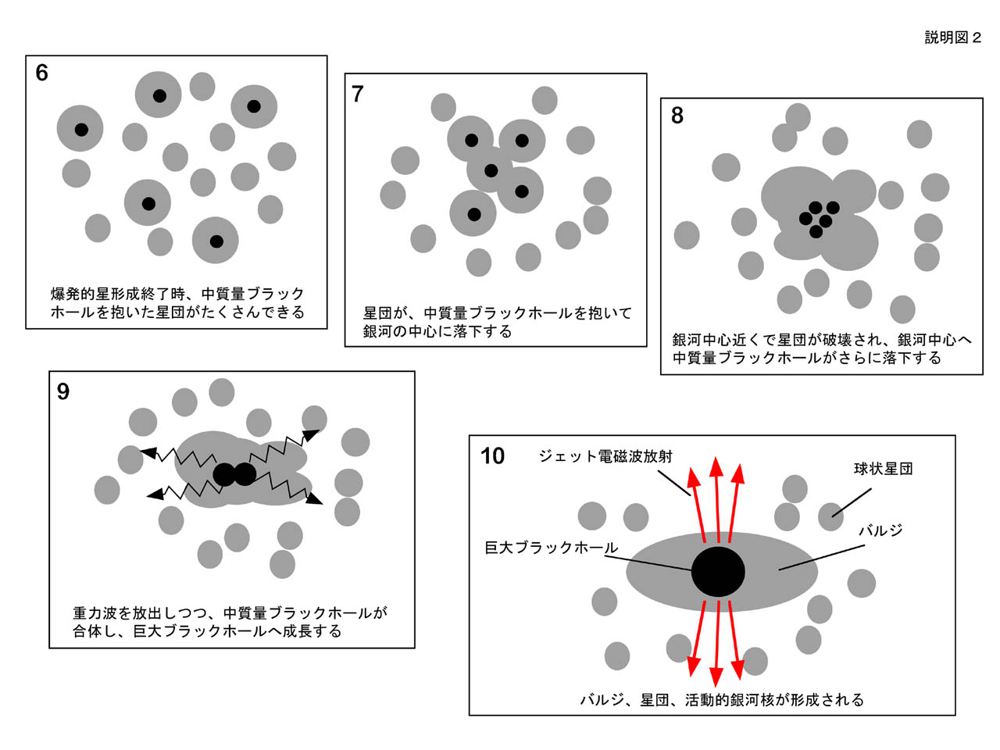 説明図２
6
爆発的星形成終了時、中質量ブラック
ホールを抱いた星団がたくさんできる
7
星団が、中質量ブラックホールを抱いて
銀河の中心に落下する
8
銀河中心近くで星団が破壊され、銀河中心へ
中質量ブラックホールがさらに落下する
9
重力波を放出しつつ、中質量ブラックホールが
合体し、巨大ブラックホールへ成長する
10
ジェット電磁波放射
球状星団
バルジ
巨大ブラックホール
バルジ、星団、活動的銀河核が形成される